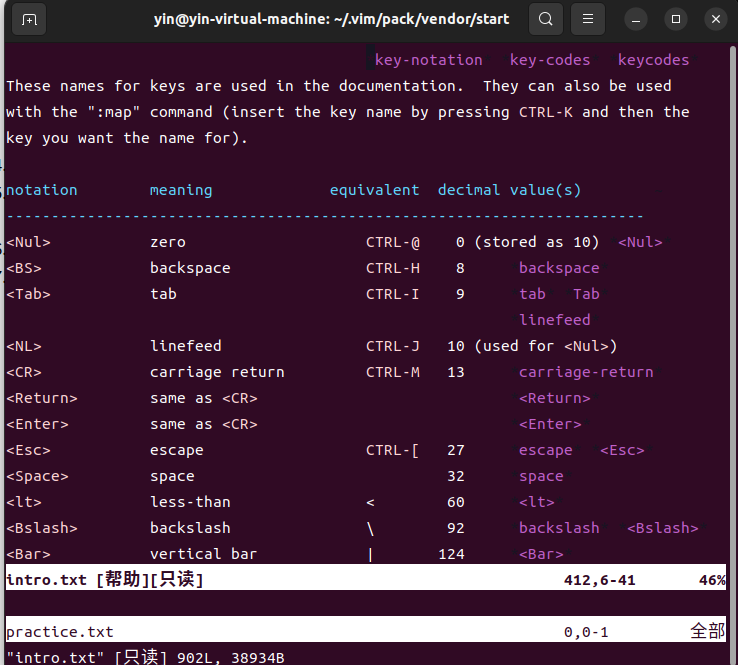 yin@yin-virtual-machine: ~/.vim/pack/vendor/start
key-notation key-codes keycodes
These names for keys are used in the documentation. They can also be used
with the ":map" command (insert the key name by pressing CTRL-K and then the
key you want the name for).
notation meaning equivalent decimal value(s)
-----------------------------------------------------------------------
<Nul> zero CTRL-@ 0 (stored as 10) <Nul>
<BS> backspace CTRL-H 8 backspace
<Tab> tab CTRL-I 9 tab Tab
linefeed
<NL> linefeed CTRL-J 10 (used for <Nul>)
<CR> carriage return CTRL-M 13 carriage-return
<Return> same as <CR> <Return>
<Enter> same as <CR> <Enter>
<Esc> escape CTRL-[ 27 escape <Esc>
<Space> space 32 space
<lt> less-than < 60 <lt>
<Bslash> backslash \ 92 backslash <Bslash>
<Bar> vertical bar | 124 <Bar>
intro.txt [帮助][只读] 412,6-41 46%
practice.txt 0,0-1 全部
"intro.txt" [只读] 902L, 38934B